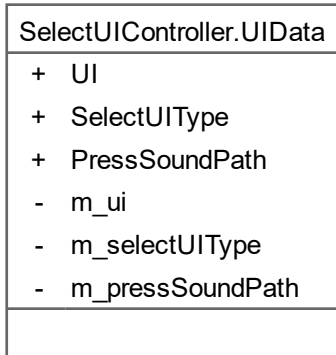 SelectUIController.UIData
+ UI
+ SelectUIType
+ PressSoundPath
- m_ui
- m_selectUIType
- m_pressSoundPath